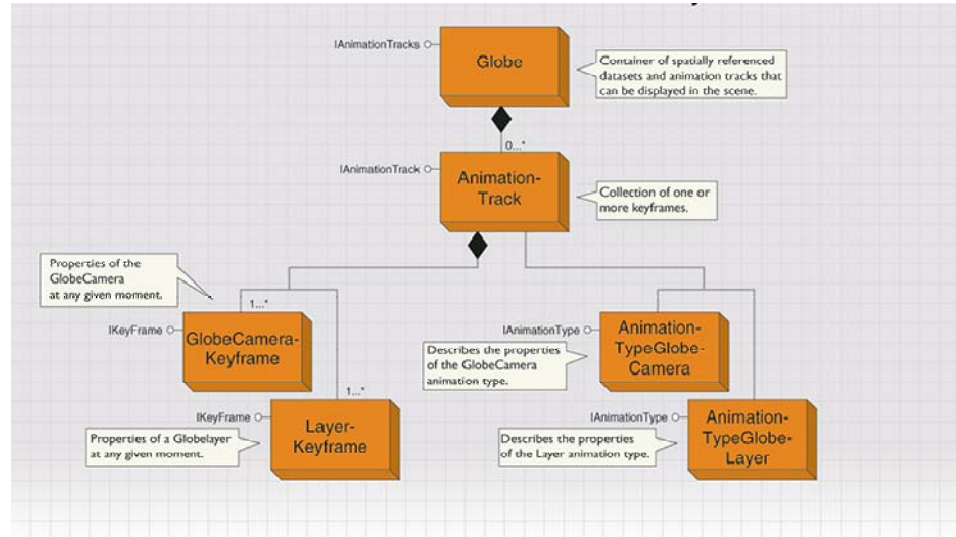 IAnimationTracks
Globe
Container of spatially referenced
datasets and animation tracks that
can be displayed in the scene.
0...*
IAnimationTrack
Animation-
Track
Collection of one or
more keyframes.
Properties of the
GlobeCamera
at any given moment.
1...*
IKeyFrame
GlobeCamera-
Keyframe
IAnimationType
Animation-
TypeGlobe-
Camera
Describes the properties
of the GlobeCamera
animation type.
1...*
IKeyFrame
Layer-
Keyframe
Properties of a Globelayer
at any given moment.
IAnimationType
Animation-
TypeGlobe-
Layer
Describes the properties
of the Layer animation type.